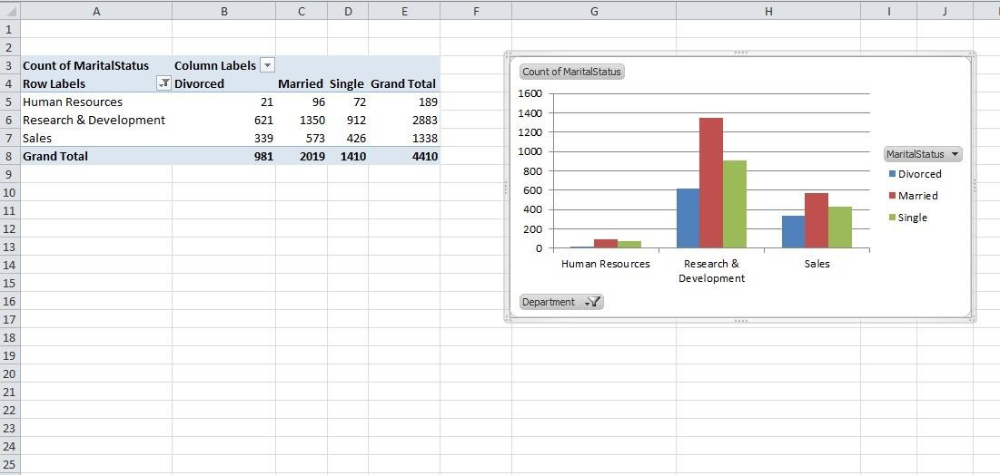 A B C D E F G H I J
1
2
3 Count of MaritalStatus Column Labels
4 Row Labels Divorced Married Single Grand Total
5 Human Resources 21 96 72 189
6 Research & Development 621 1350 912 2883
7 Sales 339 573 426 1338
8 Grand Total 981 2019 1410 4410
9
10
11
12
13
14
15
16
17
18
19
20
21
22
23
24
25
Count of MaritalStatus
1600
1400
1200
1000
800
600
400
200
0
Human Resources Research & Sales
Development
MaritalStatus
Divorced
Married
Single
Department